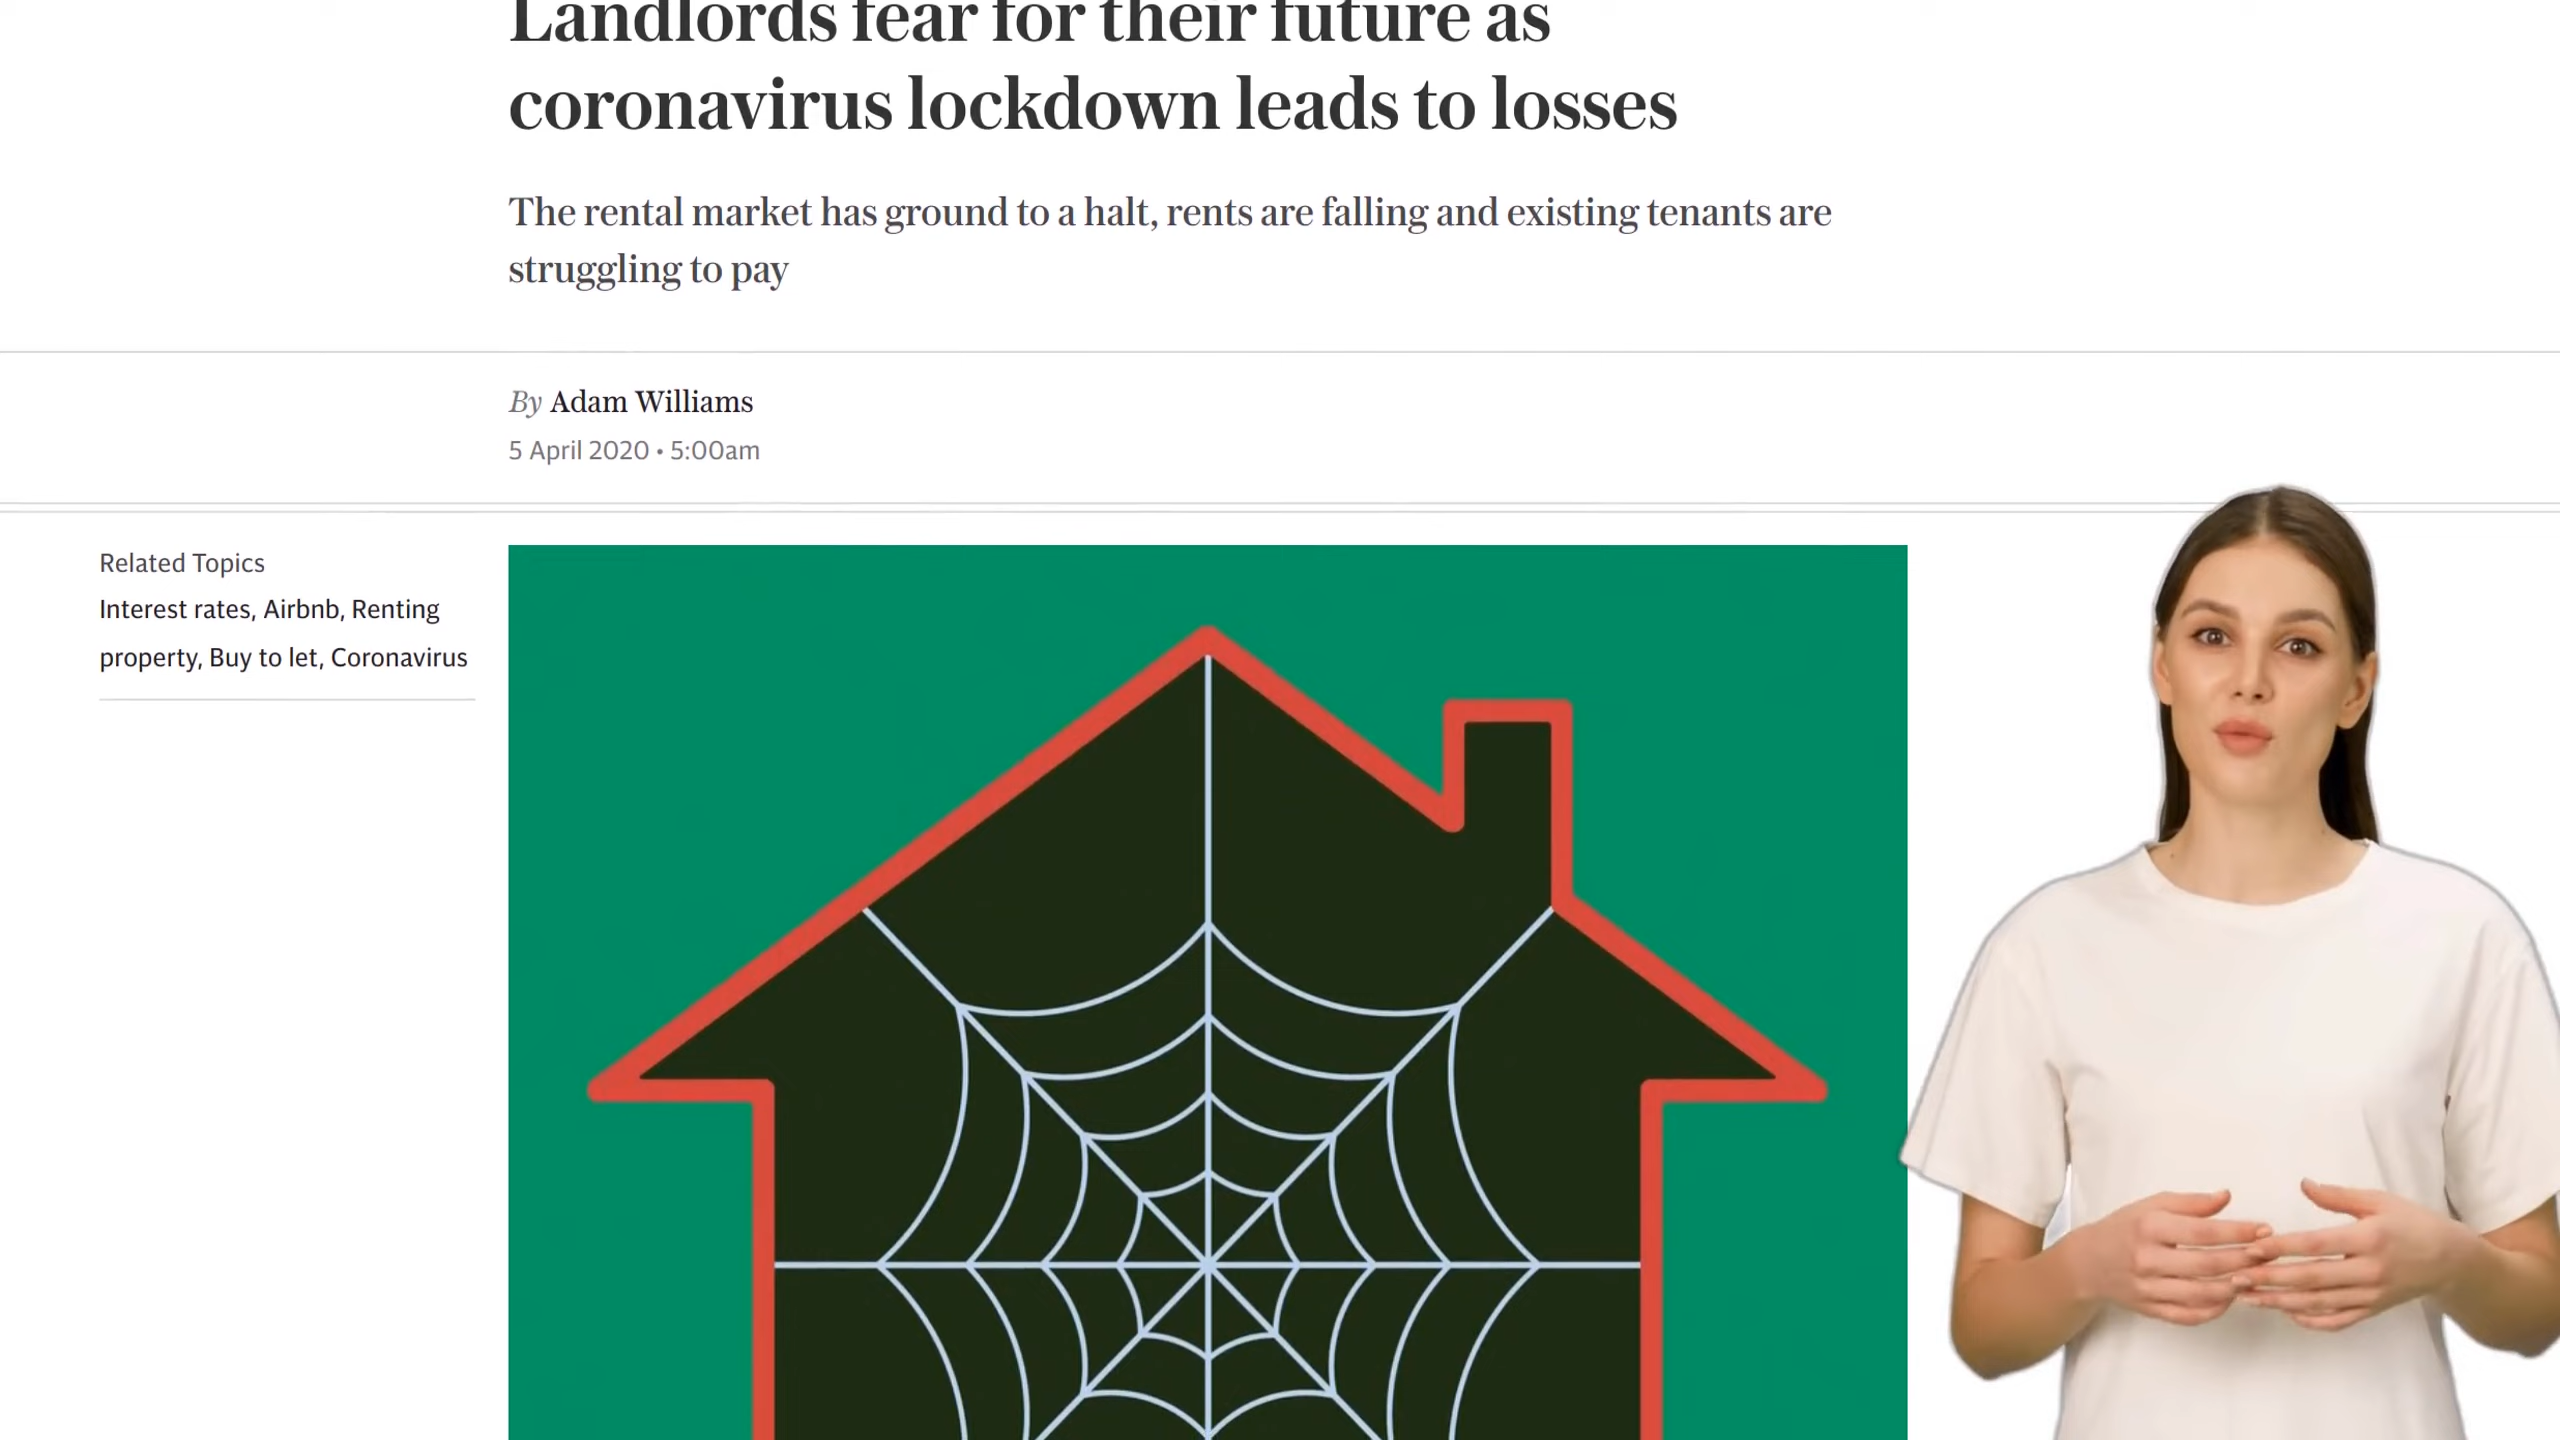 Landlords fear for their future as
coronavirus lockdown leads to losses
The rental market has ground to a halt, rents are falling and existing tenants are
struggling to pay
By Adam Williams
5 April 2020 • 5:00am
Related Topics
Interest rates, Airbnb, Renting
property, Buy to let, Coronavirus